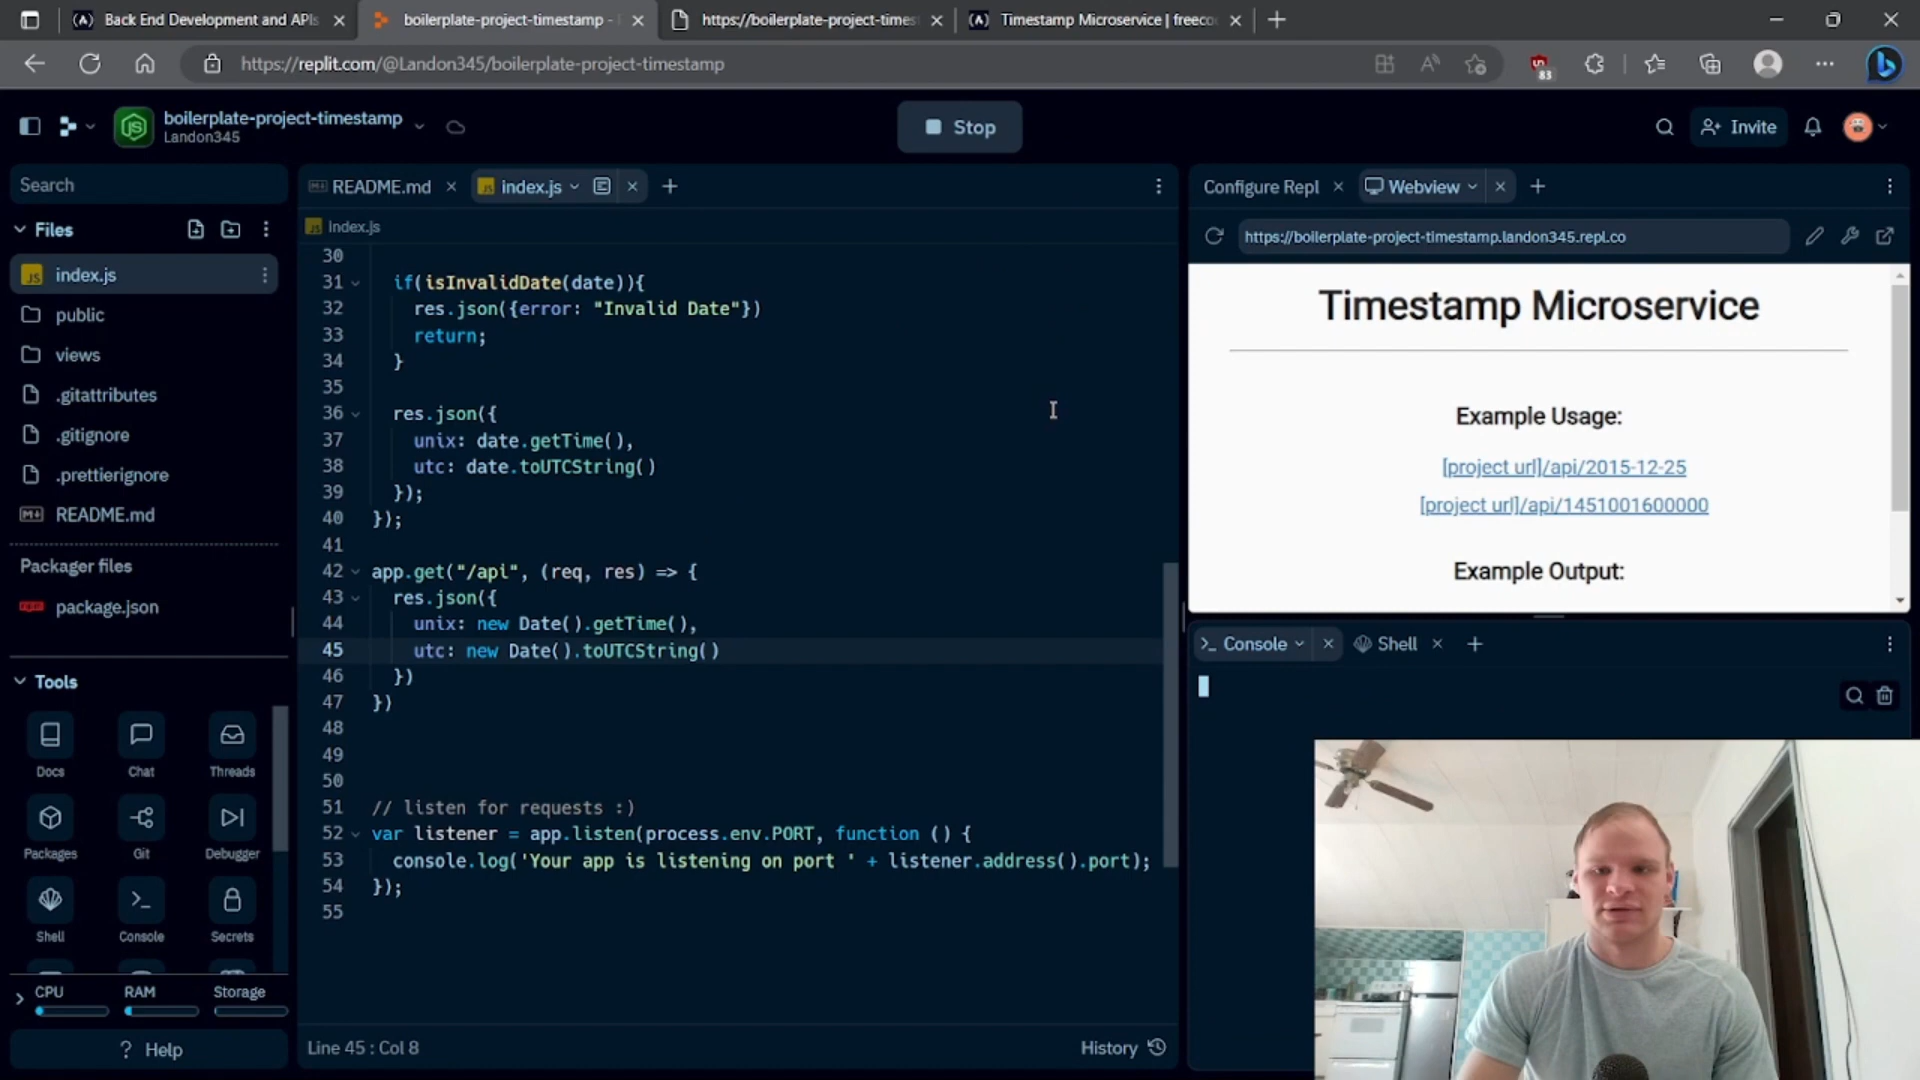 Back End Development and APIs
boilerplate-project-timestamp -
https://boilerplate-project-times
Timestamp Microservice | freeco
https://replit.com/@Landon345/boilerplate-project-timestamp
83
boilerplate-project-timestamp
Landon345
Stop
Invite
Search
README.md
index.js
Configure Repl
Webview
Files
index.js
https://boilerplate-project-timestamp.landon345.repl.co
index.js
public
views
.gitattributes
.gitignore
.prettierignore
README.md
Packager files
package.json
Tools
Docs
Chat
Threads
Packages
Git
Debugger
Shell
Console
Secrets
CPU
RAM
Storage
? Help
30
31 if(isInvalidDate(date)){
32 res.json({error: "Invalid Date"})
33 return;
34 }
35
36 res.json({
37 unix: date.getTime(),
38 utc: date.toUTCString()
39 });
40 });
41
42 app.get("/api", (req, res) => {
43 res.json({
44 unix: new Date().getTime(),
45 utc: new Date().toUTCString()
46 })
47 })
48
49
50
51 // listen for requests :)
52 var listener = app.listen(process.env.PORT, function () {
53 console.log('Your app is listening on port ' + listener.address().port);
54 });
55
Line 45 : Col 8
History
Timestamp Microservice
Example Usage:
[project url]/api/2015-12-25
[project url]/api/1451001600000
Example Output:
Console
Shell